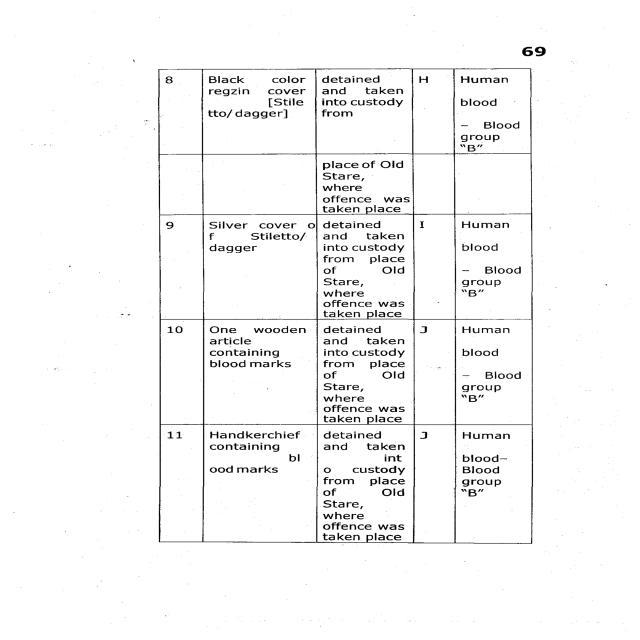 69
8
Black color
regzin cover
[Stile
tto/dagger]
detained
and taken
into custody
from
H
Human
blood
– Blood
group
"B"
place of Old
Stare,
where
offence was
taken place
9
Silver cover o
f Stiletto/
dagger
detained
and taken
into custody
from place
of Old
Stare,
where
offence was
taken place
I
Human
blood
– Blood
group
"B"
10
One wooden
article
containing
blood marks
detained
and taken
into custody
from place
of Old
Stare,
where
offence was
taken place
J
Human
blood
– Blood
group
"B"
11
Handkerchief
containing
bl
ood marks
detained
and taken
int
o custody
from place
of Old
Stare,
where
offence was
taken place
J
Human
blood–
Blood
group
"B"